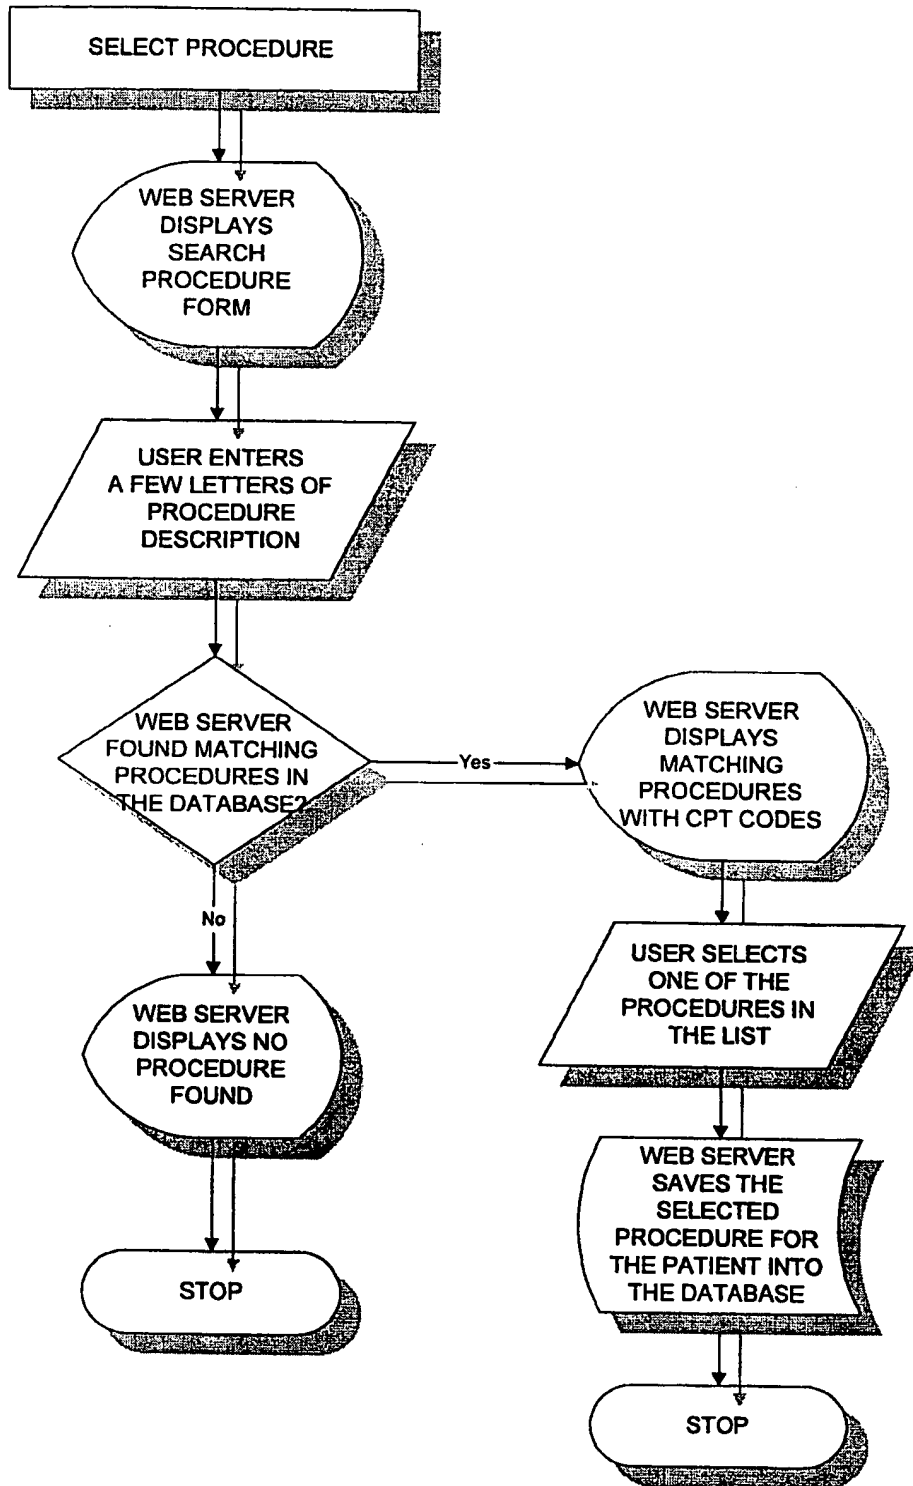 SELECT PROCEDURE
WEB SERVER
DISPLAYS
SEARCH
PROCEDURE
FORM
USER ENTERS
A FEW LETTERS OF
PROCEDURE
DESCRIPTION
WEB SERVER
FOUND MATCHING
PROCEDURES IN
THE DATABASE?
Yes
WEB SERVER
DISPLAYS
MATCHING
PROCEDURES
WITH CPT CODES
No
WEB SERVER
DISPLAYS NO
PROCEDURE
FOUND
STOP
USER SELECTS
ONE OF THE
PROCEDURES IN
THE LIST
WEB SERVER
SAVES THE
SELECTED
PROCEDURE FOR
THE PATIENT INTO
THE DATABASE
STOP